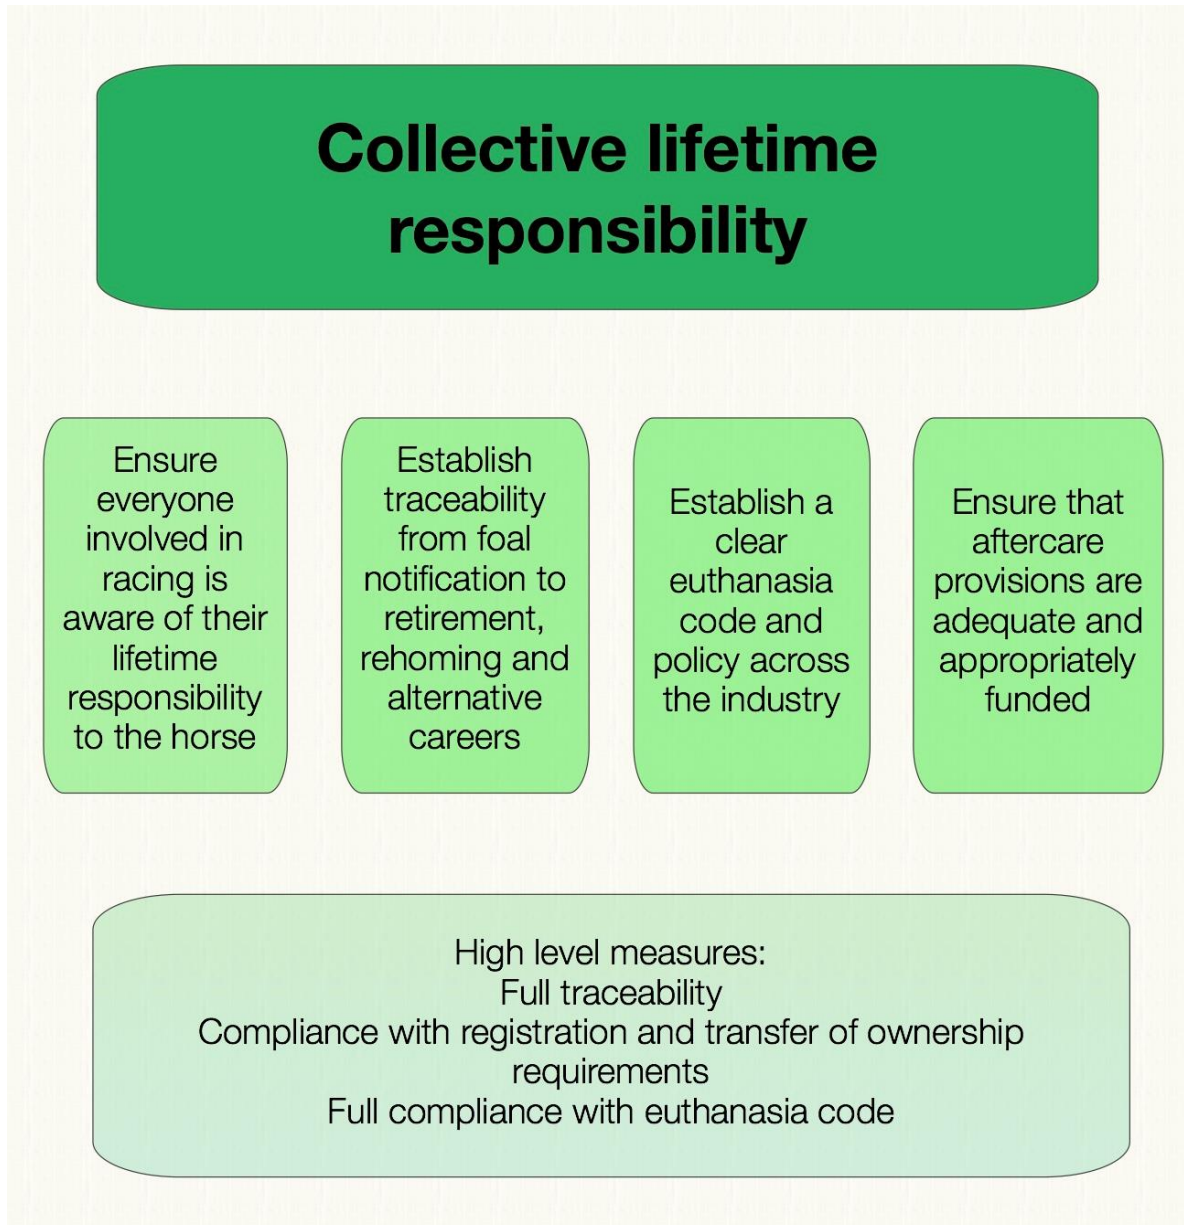 Collective lifetime
responsibility
Ensure
everyone
involved in
racing is
aware of their
lifetime
responsibility
to the horse
Establish
traceability
from foal
notification to
retirement,
rehoming and
alternative
careers
Establish a
clear
euthanasia
code and
policy across
the industry
Ensure that
aftercare
provisions are
adequate and
appropriately
funded
High level measures:
Full traceability
Compliance with registration and transfer of ownership
requirements
Full compliance with euthanasia code